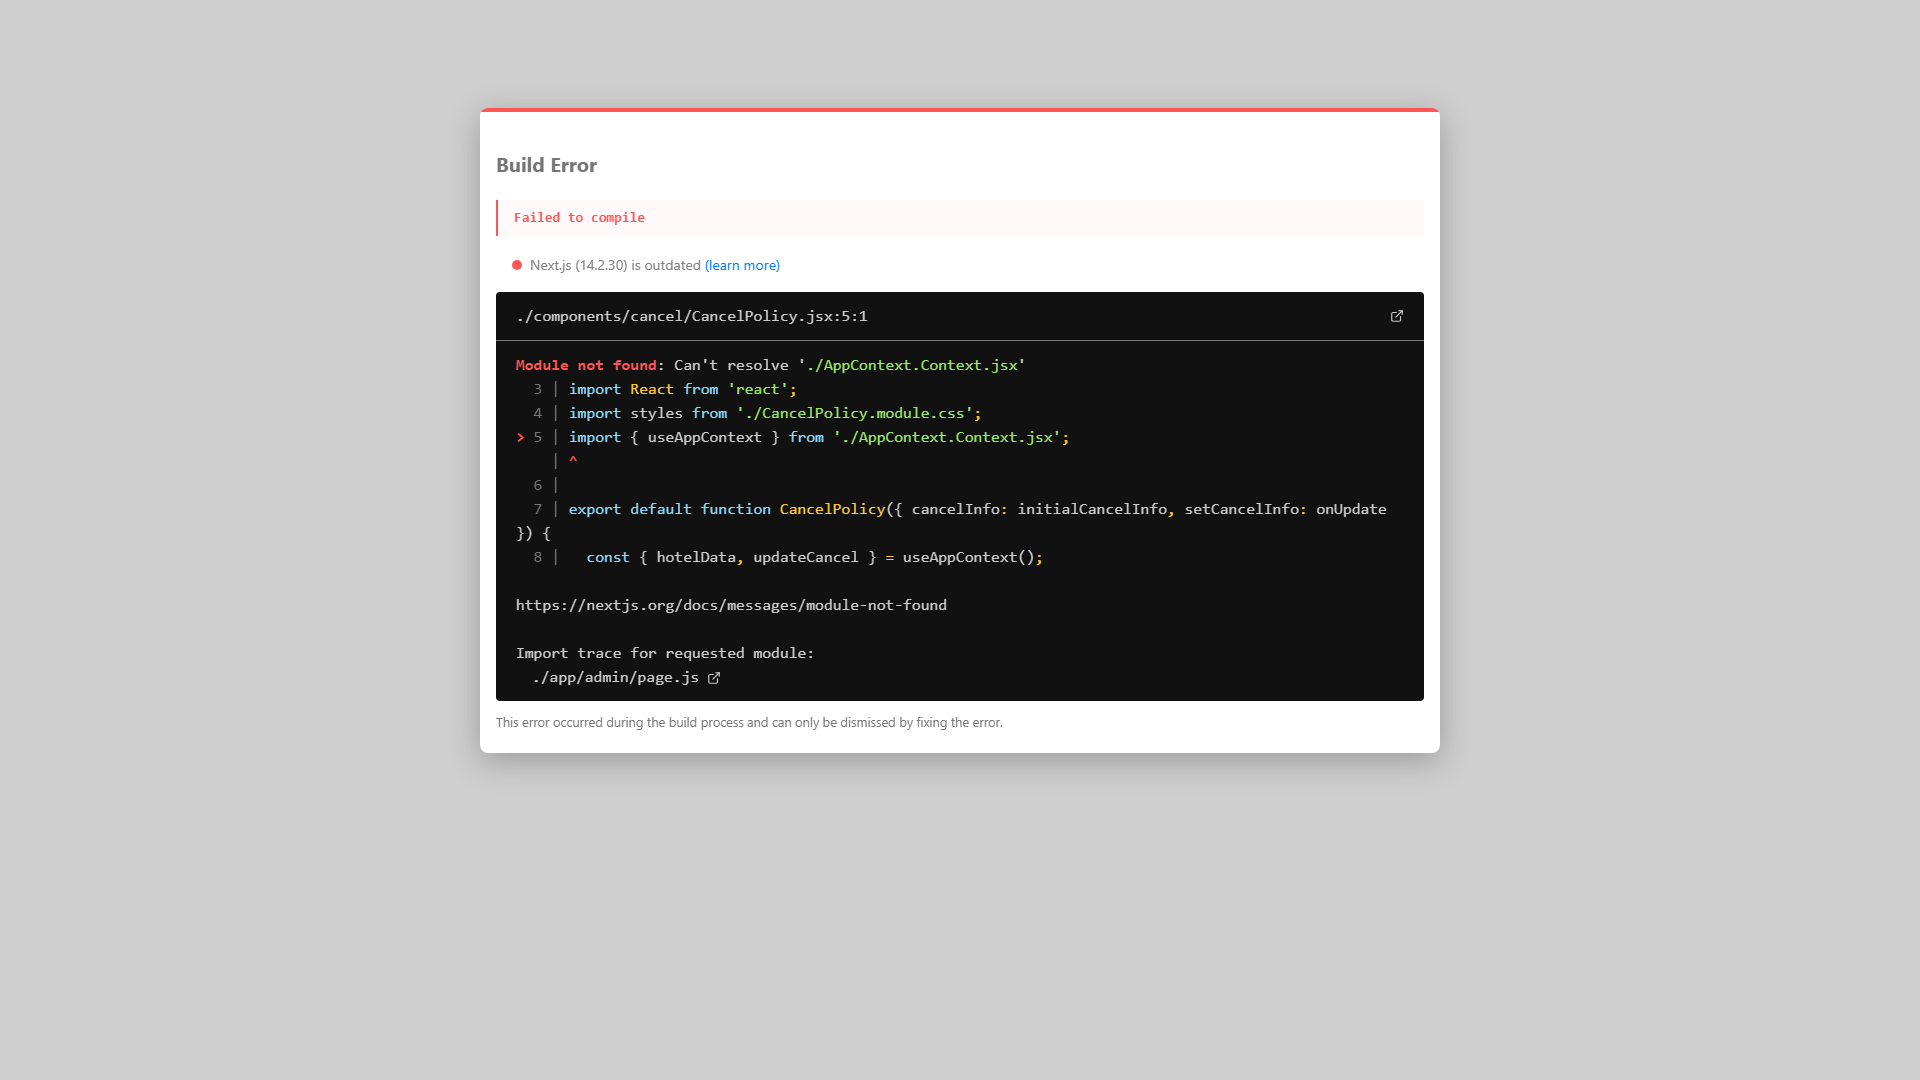 Build Error
Failed to compile
Next.js (14.2.30) is outdated (learn more)
./components/cancel/CancelPolicy.jsx:5:1
Module not found: Can't resolve './AppContext.Context.jsx'
  3 | import React from 'react';
  4 | import styles from './CancelPolicy.module.css';
> 5 | import { useAppContext } from './AppContext.Context.jsx';
    | ^
  6 |
  7 | export default function CancelPolicy({ cancelInfo: initialCancelInfo, setCancelInfo: onUpdate
}) {
  8 |   const { hotelData, updateCancel } = useAppContext();
https://nextjs.org/docs/messages/module-not-found
Import trace for requested module:
./app/admin/page.js
This error occurred during the build process and can only be dismissed by fixing the error.